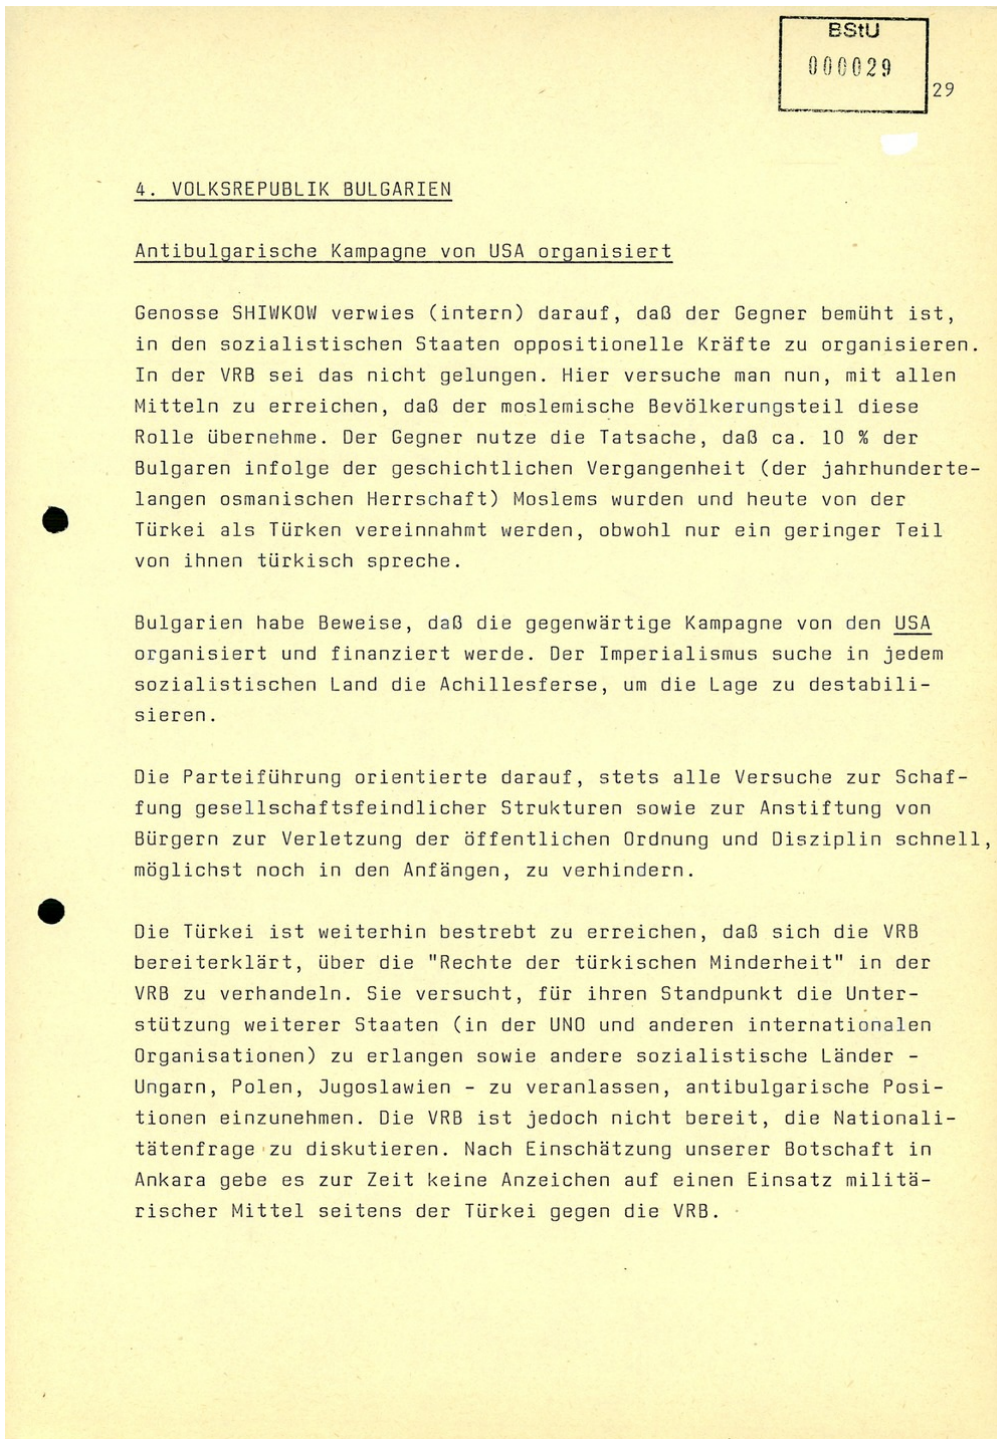 BStU
000029
29
4. VOLKSREPUBLIK BULGARIEN
Antibulgarische Kampagne von USA organisiert
Genosse SHIWKOW verwies (intern) darauf, daß der Gegner bemüht ist,
in den sozialistischen Staaten oppositionelle Kräfte zu organisieren.
In der VRB sei das nicht gelungen. Hier versuche man nun, mit allen
Mitteln zu erreichen, daß der moslemische Bevölkerungsteil diese
Rolle übernehme. Der Gegner nutze die Tatsache, daß ca. 10 % der
Bulgaren infolge der geschichtlichen Vergangenheit (der jahrhunderte-
langen osmanischen Herrschaft) Moslems wurden und heute von der
Türkei als Türken vereinnahmt werden, obwohl nur ein geringer Teil
von ihnen türkisch spreche.
Bulgarien habe Beweise, daß die gegenwärtige Kampagne von den USA
organisiert und finanziert werde. Der Imperialismus suche in jedem
sozialistischen Land die Achillesferse, um die Lage zu destabili-
sieren.
Die Parteiführung orientierte darauf, stets alle Versuche zur Schaf-
fung gesellschaftsfeindlicher Strukturen sowie zur Anstiftung von
Bürgern zur Verletzung der öffentlichen Ordnung und Disziplin schnell,
möglichst noch in den Anfängen, zu verhindern.
Die Türkei ist weiterhin bestrebt zu erreichen, daß sich die VRB
bereiterklärt, über die "Rechte der türkischen Minderheit" in der
VRB zu verhandeln. Sie versucht, für ihren Standpunkt die Unter-
stützung weiterer Staaten (in der UNO und anderen internationalen
Organisationen) zu erlangen sowie andere sozialistische Länder -
Ungarn, Polen, Jugoslawien - zu veranlassen, antibulgarische Posi-
tionen einzunehmen. Die VRB ist jedoch nicht bereit, die Nationali-
tätenfrage zu diskutieren. Nach Einschätzung unserer Botschaft in
Ankara gebe es zur Zeit keine Anzeichen auf einen Einsatz militä-
rischer Mittel seitens der Türkei gegen die VRB.